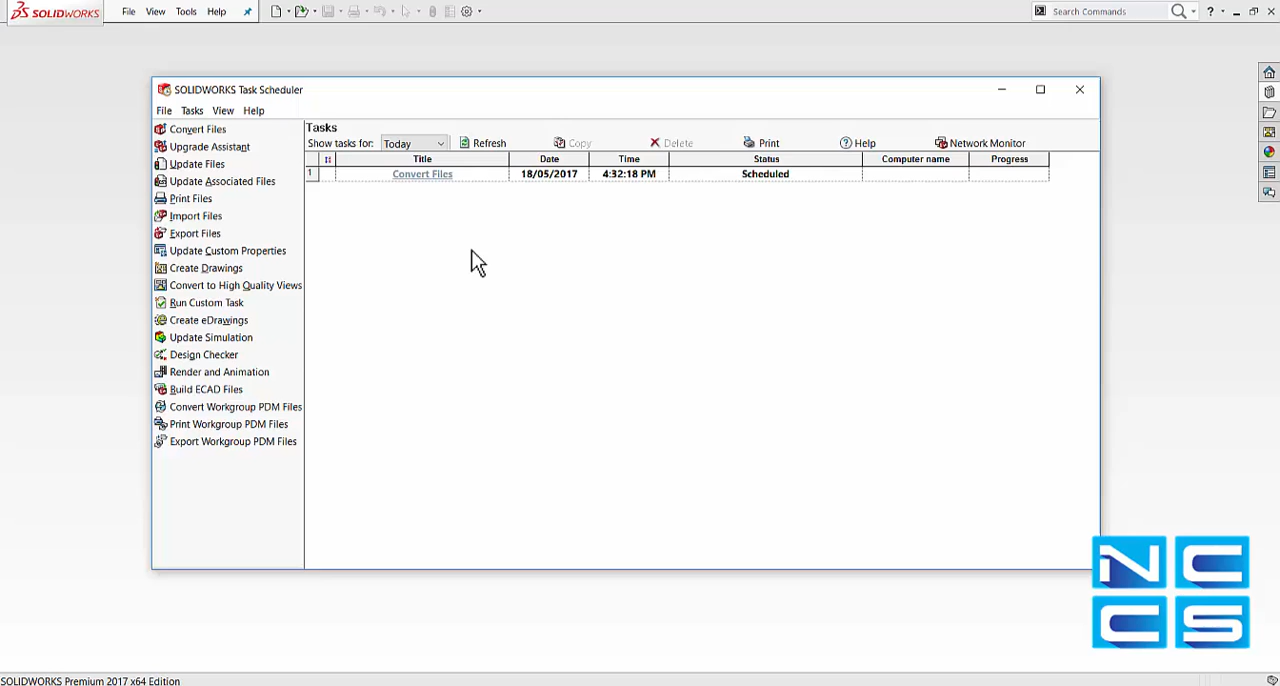 SOLIDWORKS File View Tools Help Search Commands ?
SOLIDWORKS Task Scheduler
File Tasks View Help
Tasks
Show tasks for: Today Refresh Copy Delete Print Help Network Monitor
Title Date Time Status Computer name Progress
1 Convert Files 18/05/2017 4:32:18 PM Scheduled
Convert Files
Upgrade Assistant
Update Files
Update Associated Files
Print Files
Import Files
Export Files
Update Custom Properties
Create Drawings
Convert to High Quality Views
Run Custom Task
Create eDrawings
Update Simulation
Design Checker
Render and Animation
Build ECAD Files
Convert Workgroup PDM Files
Print Workgroup PDM Files
Export Workgroup PDM Files
NC
CS
SOLIDWORKS Premium 2017 x64 Edition